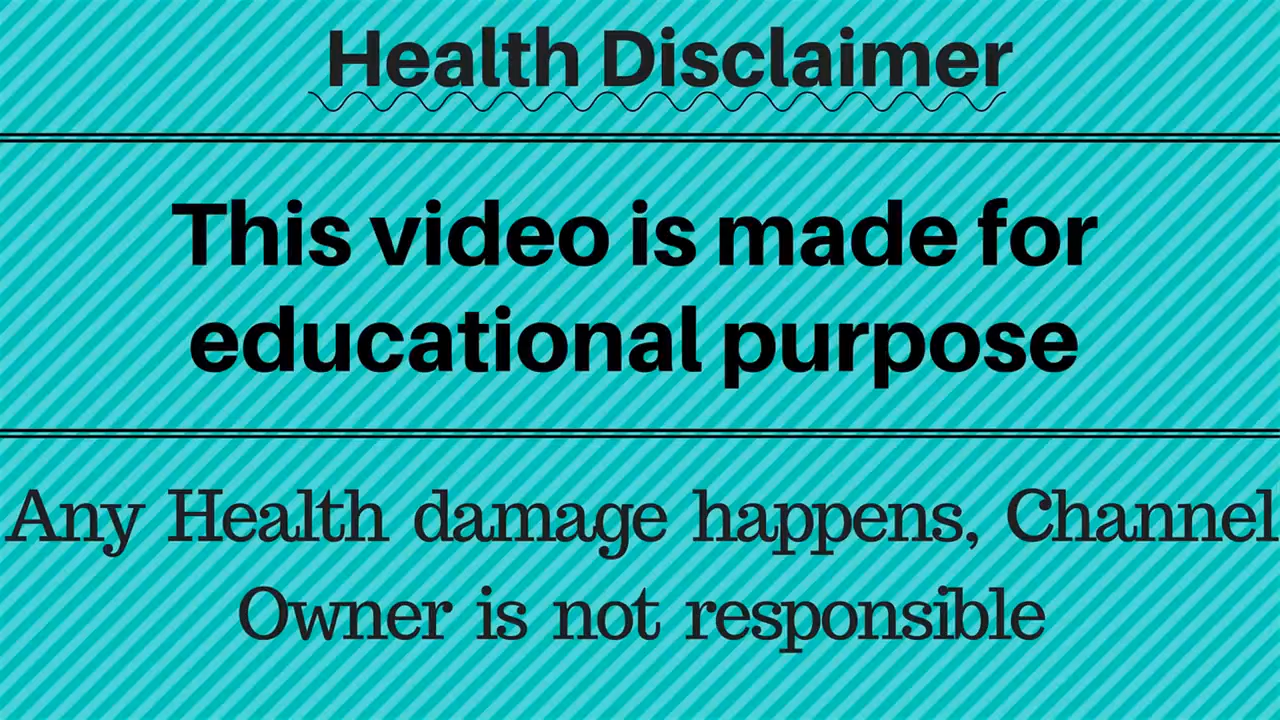 Health Disclaimer
This video is made for
educational purpose
Any Health damage happens, Channel
Owner is not responsible